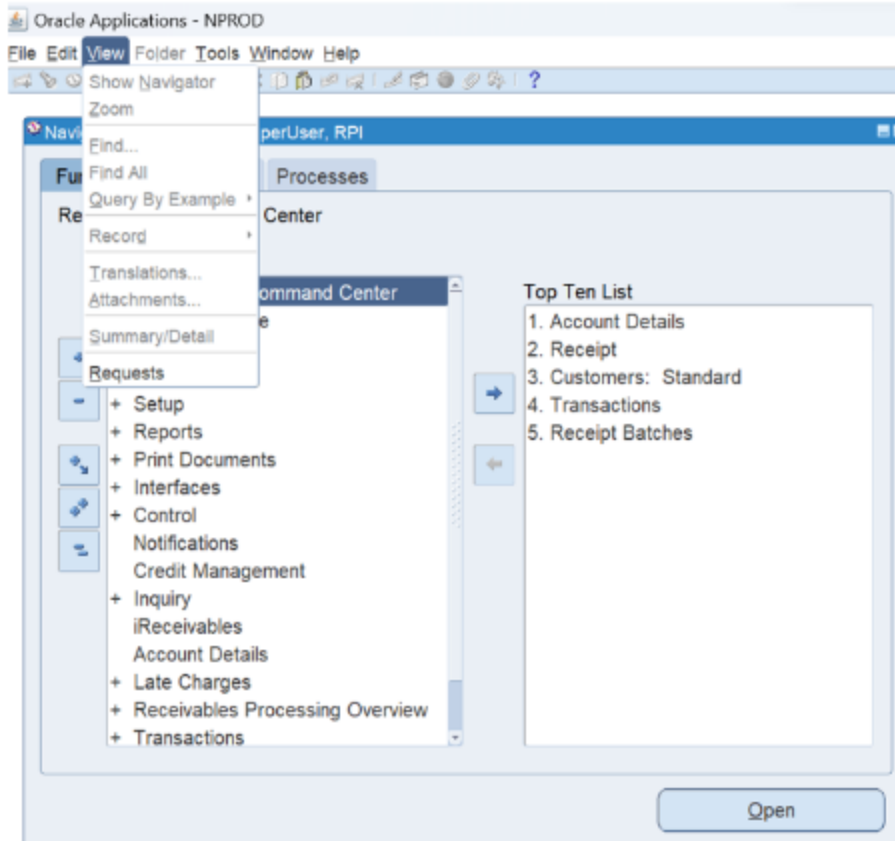 Oracle Applications - NPROD
File Edit View Folder Tools Window Help
Show Navigator
Zoom
Find...
Find All
Query By Example
Record
Translations...
Attachments...
Summary/Detail
Requests
Navi perUser, RPI
Fu Processes
Re Center
ommand Center
e
+ Setup
+ Reports
+ Print Documents
+ Interfaces
+ Control
Notifications
Credit Management
+ Inquiry
iReceivables
Account Details
+ Late Charges
+ Receivables Processing Overview
+ Transactions
Top Ten List
1. Account Details
2. Receipt
3. Customers: Standard
4. Transactions
5. Receipt Batches
Open